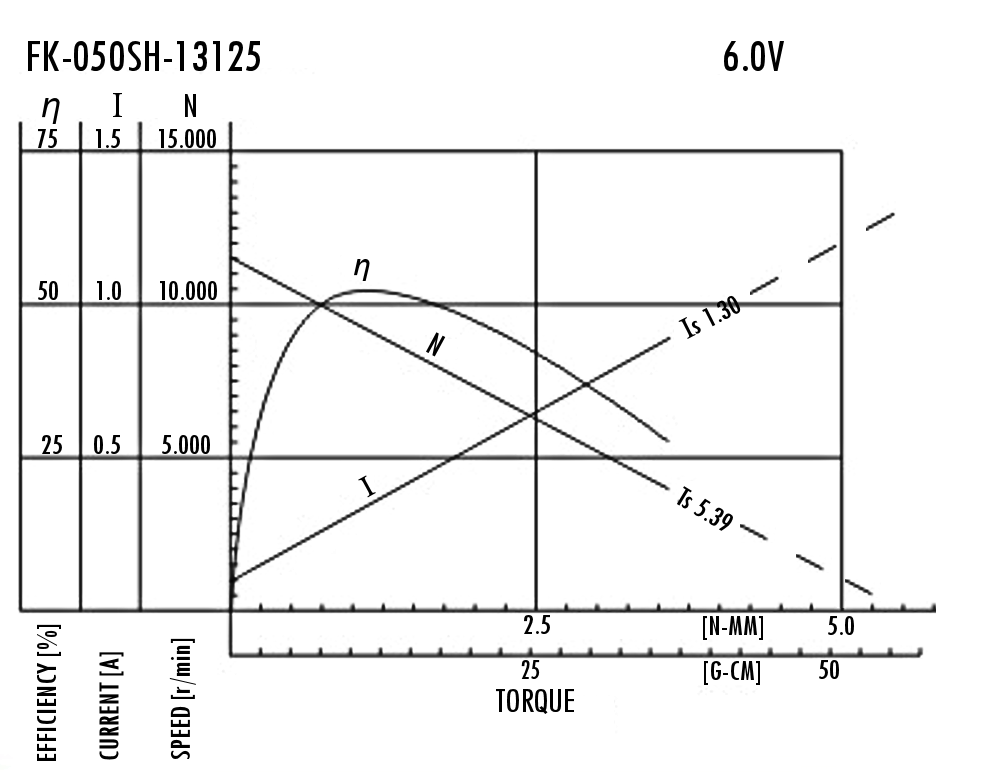 FK-050SH-13125 6.0V
η I N
75 1.5 15.000
η
50 1.0 10.000
Is 1.30
N
25 0.5 5.000
I
Ts 5.39
2.5 [N-MM] 5.0
25 [G-CM] 50
TORQUE
EFFICIENCY [%]
CURRENT [A]
SPEED [r/min]